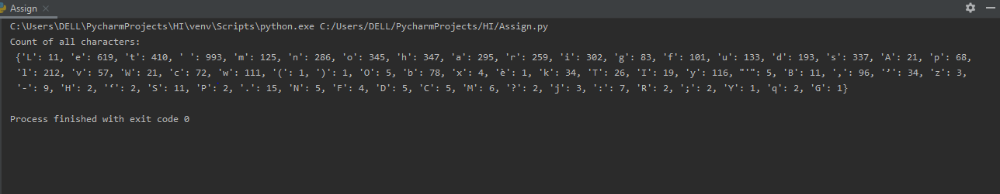 Assign
C:\Users\DELL\PycharmProjects\HI\venv\Scripts\python.exe C:/Users/DELL/PycharmProjects/HI/Assign.py
Count of all characters:
{'L': 11, 'e': 619, 't': 410, ' ': 993, 'm': 125, 'n': 286, 'o': 345, 'h': 347, 'a': 295, 'r': 259, 'i': 302, 'g': 83, 'f': 101, 'u': 133, 'd': 193, 's': 337, 'A': 21, 'p': 68,
'l': 212, 'v': 57, 'W': 21, 'c': 72, 'w': 111, '(': 1, ')': 1, 'O': 5, 'b': 78, 'x': 4, 'è': 1, 'k': 34, 'T': 26, 'I': 19, 'y': 116, "'": 5, 'B': 11, ',': 96, '’': 34, 'z': 3,
'-': 9, 'H': 2, '‘': 2, 'S': 11, 'P': 2, '.': 15, 'N': 5, 'F': 4, 'D': 5, 'C': 5, 'M': 6, '?': 2, 'j': 3, ':': 7, 'R': 2, ';': 2, 'Y': 1, 'q': 2, 'G': 1}
Process finished with exit code 0